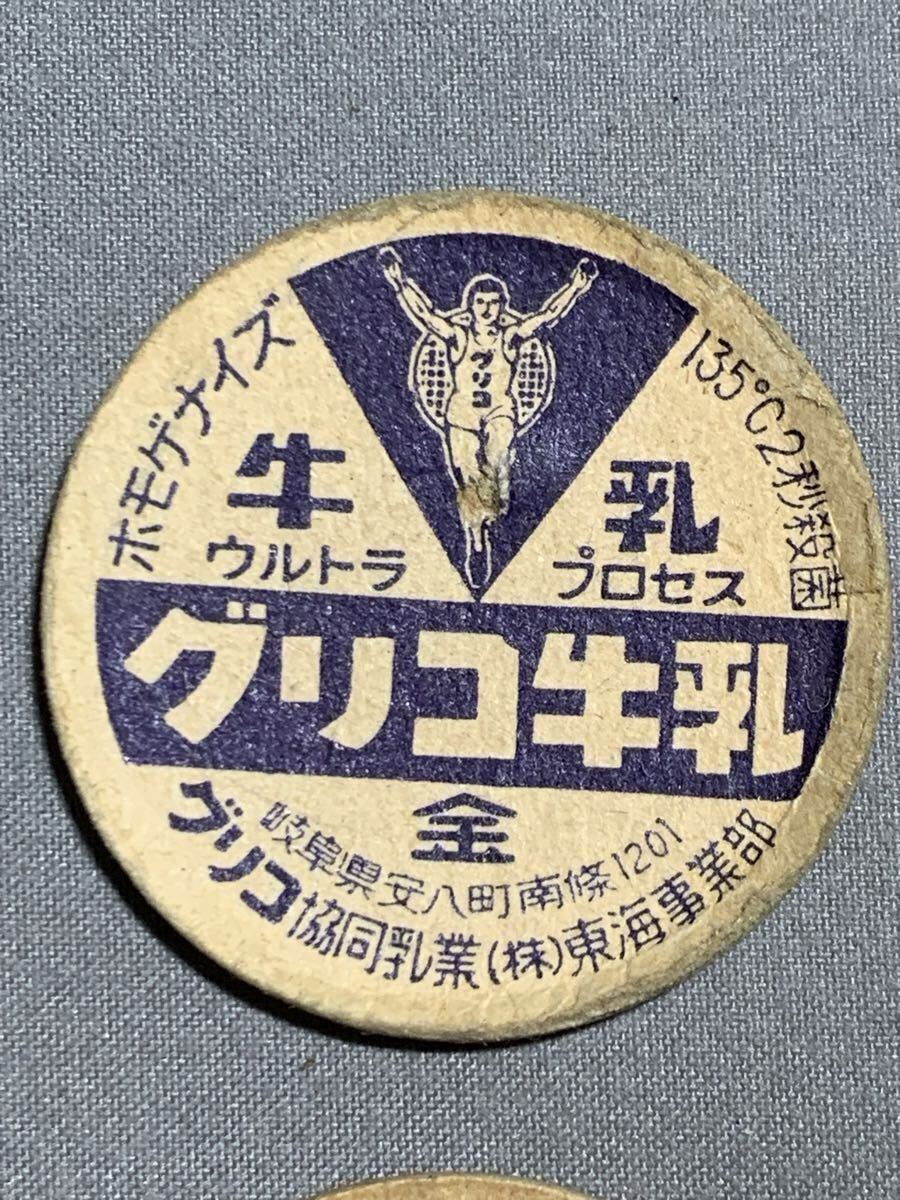 グリコ
ホモゲナイズ
135°C2秒殺菌
牛乳
ウルトラ プロセス
グリコ牛乳
金
岐阜県安八町南條1201
グリコ協同乳業(株)東海事業部